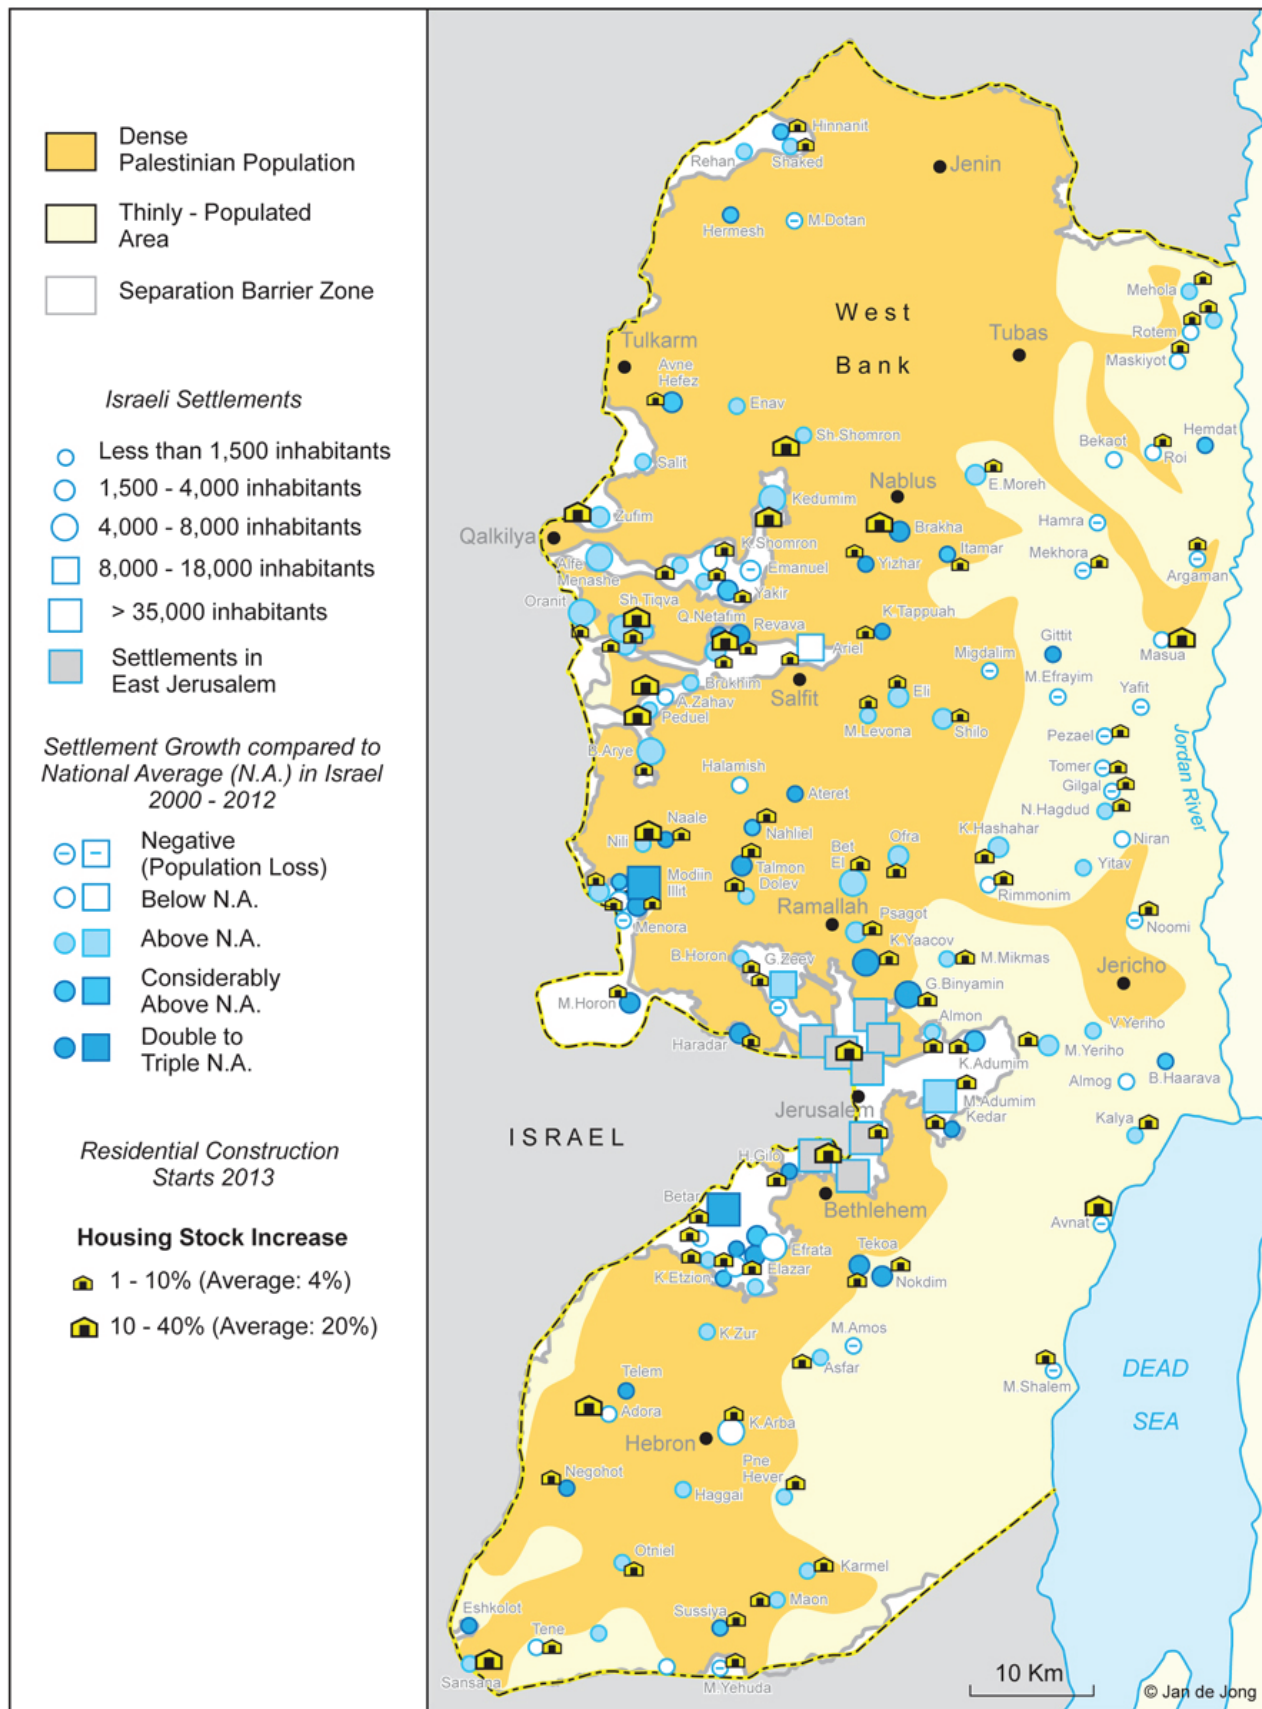 Dense
Palestinian Population
Thinly - Populated
Area
Separation Barrier Zone
Israeli Settlements
Less than 1,500 inhabitants
1,500 - 4,000 inhabitants
4,000 - 8,000 inhabitants
8,000 - 18,000 inhabitants
> 35,000 inhabitants
Settlements in
East Jerusalem
Settlement Growth compared to
National Average (N.A.) in Israel
2000 - 2012
Negative
(Population Loss)
Below N.A.
Above N.A.
Considerably
Above N.A.
Double to
Triple N.A.
Residential Construction
Starts 2013
Housing Stock Increase
1 - 10% (Average: 4%)
10 - 40% (Average: 20%)
Hinnanit
Rehan
Shaked
Jenin
Hermesh
M.Dotan
Mehola
West
Bank
Tulkarm
Tubas
Rotem
Maskiyot
Avne
Hefez
Enav
Sh.Shomron
Bekaot
Roi
Hemdat
Salit
Kedumim
Nablus
E.Moreh
Zufim
Qalkilya
Brakha
Hamra
K.Shomron
Itamar
Mekhora
Alfe
Menashe
Emanuel
Yizhar
Argaman
Yakir
Oranit
Sh.Tiqva
Q.Netafim
Revava
K.Tappuah
Gittit
Ariel
Migdalim
Masua
M.Efrayim
Brukhim
A.Zahav
Salfit
Eli
Yafit
Peduel
M.Levona
Shilo
Pezael
B.Arye
Halamish
Tomer
Gilgal
Jordan River
Ateret
N.Hagdud
Naale
Nili
Nahliel
Ofra
K.Hashahar
Niran
Bet
El
Talmon
Dolev
Yitav
Modiin
Illit
Rimmonim
Menora
Ramallah
Psagot
Noomi
K.Yaacov
B.Horon
G.Zeev
M.Mikmas
Jericho
G.Binyamin
M.Horon
Almon
V.Yeriho
Haradar
M.Yeriho
K.Adumim
Almog
B.Haarava
Jerusalem
M.Adumim
Kedar
Kalya
ISRAEL
H.Gilo
Betar
Bethlehem
Avnat
Efrata
Tekoa
K.Etzion
Elazar
Nokdim
K.Zur
M.Amos
Asfar
M.Shalem
DEAD
SEA
Telem
Adora
K.Arba
Hebron
Pne
Hever
Negohot
Haggai
Otniel
Karmel
Maon
Eshkolot
Sussiya
Tene
Sansana
M.Yehuda
10 Km
© Jan de Jong